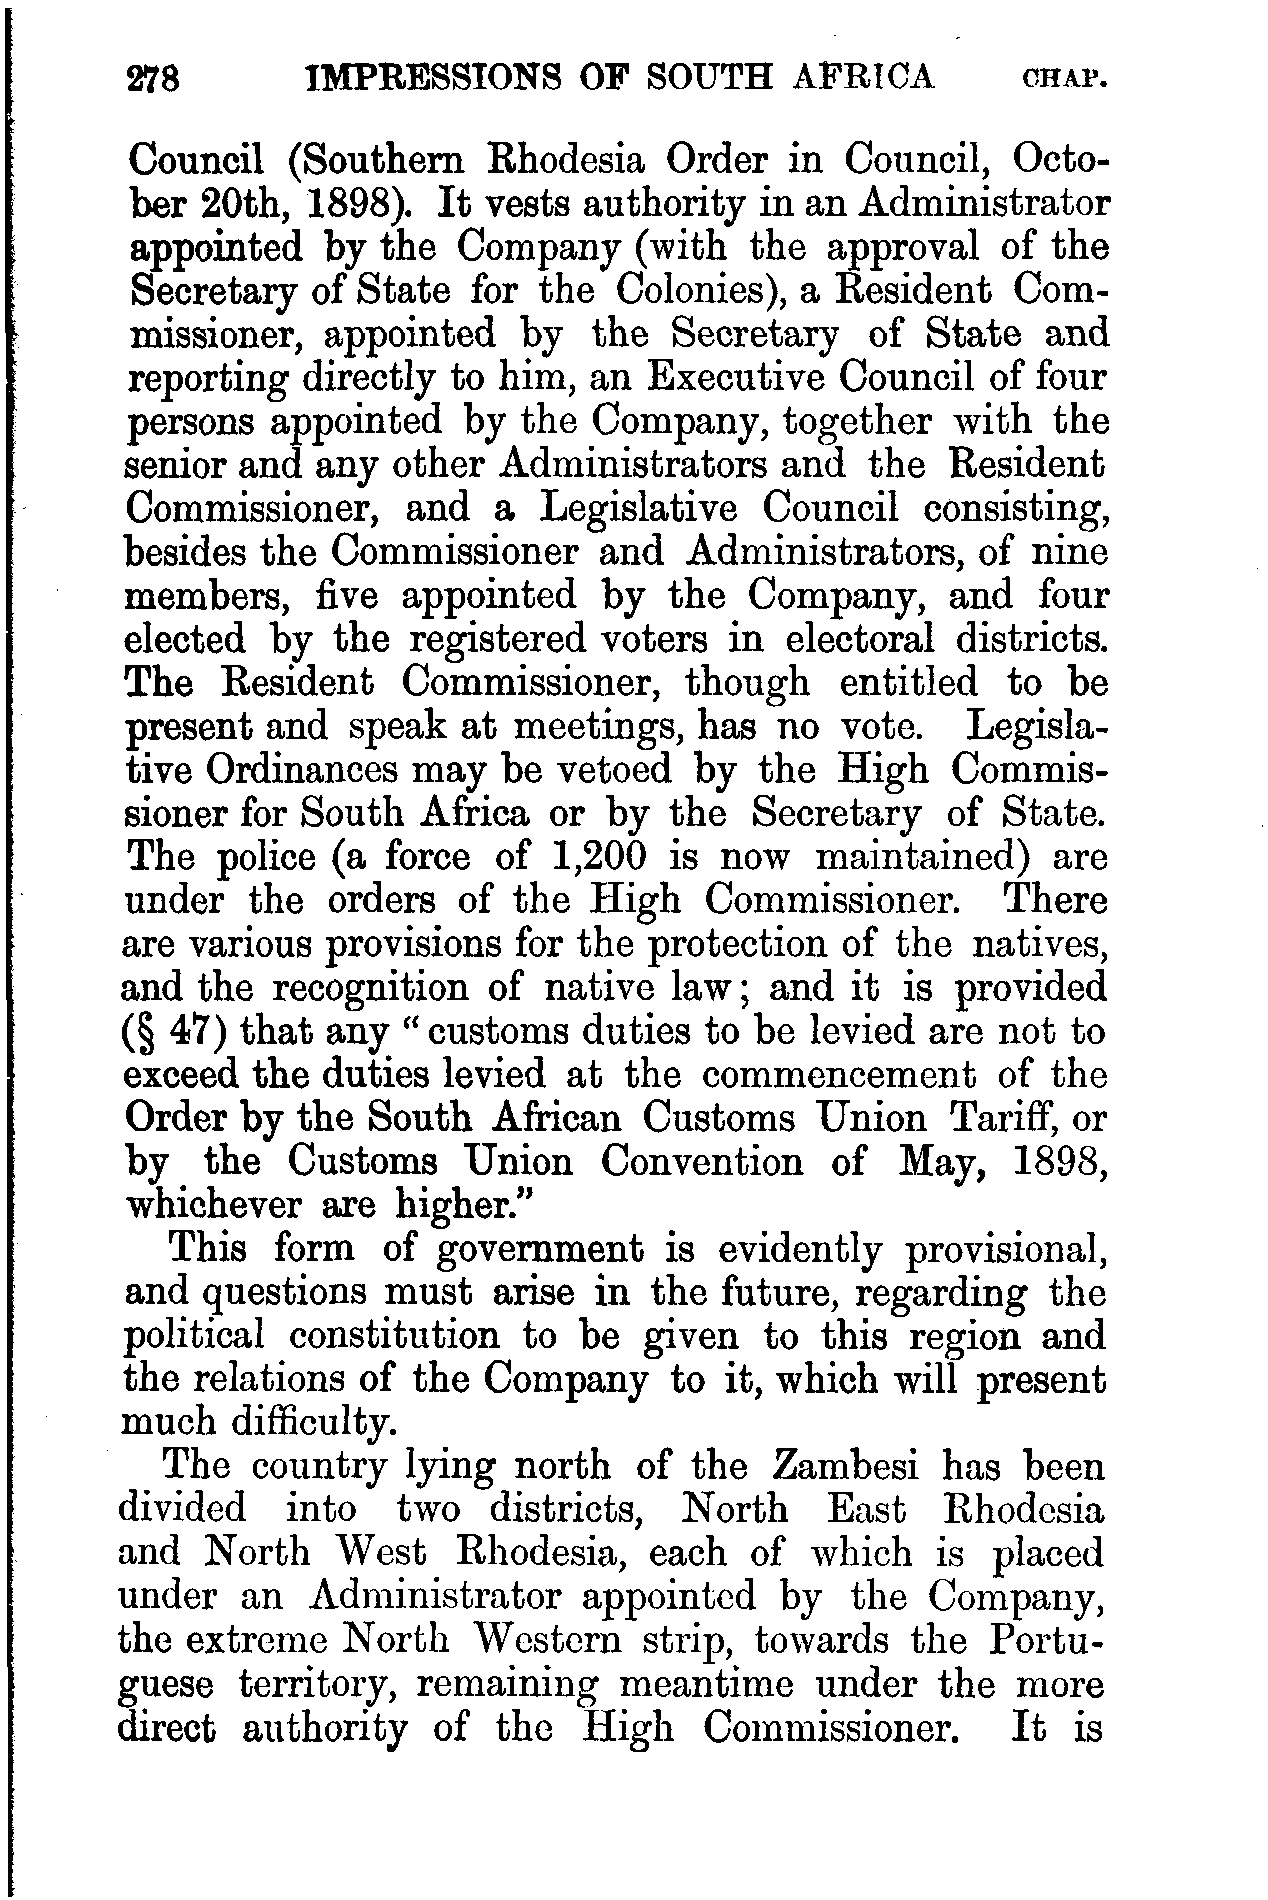 278 IMPRESSIONS OF SOUTH AFRICA CHAP.
Council (Southern Rhodesia Order in Council, Octo-
ber 20th, 1898). It vests authority in an Administrator
appointed by the Company (with the approval of the
Secretary of State for the Colonies), a Resident Com-
missioner, appointed by the Secretary of State and
reporting directly to him, an Executive Council of four
persons appointed by the Company, together with the
senior and any other Administrators and the Resident
Commissioner, and a Legislative Council consisting,
besides the Commissioner and Administrators, of nine
members, five appointed by the Company, and four
elected by the registered voters in electoral districts.
The Resident Commissioner, though entitled to be
present and speak at meetings, has no vote. Legisla-
tive Ordinances may be vetoed by the High Commis-
sioner for South Africa or by the Secretary of State.
The police (a force of 1,200 is now maintained) are
under the orders of the High Commissioner. There
are various provisions for the protection of the natives,
and the recognition of native law; and it is provided
(§ 47) that any “customs duties to be levied are not to
exceed the duties levied at the commencement of the
Order by the South African Customs Union Tariff, or
by the Customs Union Convention of May, 1898,
whichever are higher.”
This form of government is evidently provisional,
and questions must arise in the future, regarding the
political constitution to be given to this region and
the relations of the Company to it, which will present
much difficulty.
The country lying north of the Zambesi has been
divided into two districts, North East Rhodesia
and North West Rhodesia, each of which is placed
under an Administrator appointed by the Company,
the extreme North Western strip, towards the Portu-
guese territory, remaining meantime under the more
direct authority of the High Commissioner. It is